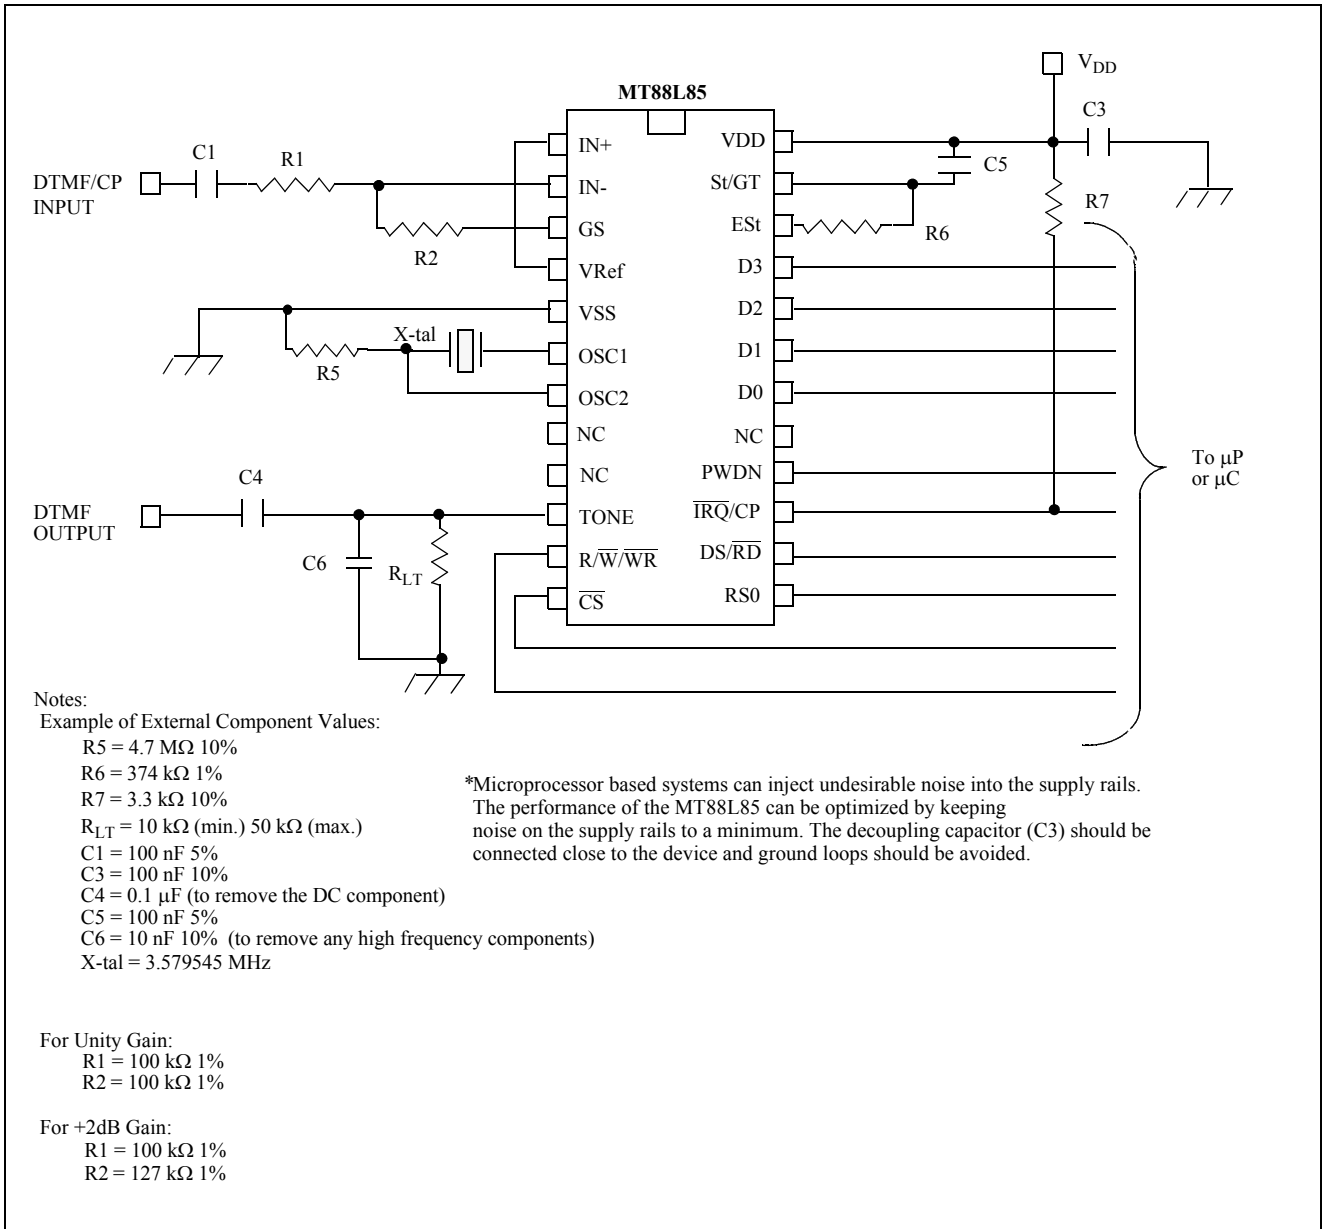 MT88L85
V_DD
C3
C1
R1
DTMF/CP
INPUT
R2
IN+
IN-
GS
VRef
VSS
OSC1
OSC2
NC
NC
TONE
R/W̅/W̅R̅
C̅S̅
VDD
St/GT
ESt
D3
D2
D1
D0
NC
PWDN
I̅R̅Q̅/CP
DS/R̅D̅
RS0
C5
R6
R7
X-tal
R5
C4
DTMF
OUTPUT
C6
R_LT
To μP
or μC
Notes:
Example of External Component Values:
R5 = 4.7 MΩ 10%
R6 = 374 kΩ 1%
R7 = 3.3 kΩ 10%
R_LT = 10 kΩ (min.) 50 kΩ (max.)
C1 = 100 nF 5%
C3 = 100 nF 10%
C4 = 0.1 μF (to remove the DC component)
C5 = 100 nF 5%
C6 = 10 nF 10% (to remove any high frequency components)
X-tal = 3.579545 MHz
*Microprocessor based systems can inject undesirable noise into the supply rails.
The performance of the MT88L85 can be optimized by keeping
noise on the supply rails to a minimum. The decoupling capacitor (C3) should be
connected close to the device and ground loops should be avoided.
For Unity Gain:
R1 = 100 kΩ 1%
R2 = 100 kΩ 1%
For +2dB Gain:
R1 = 100 kΩ 1%
R2 = 127 kΩ 1%